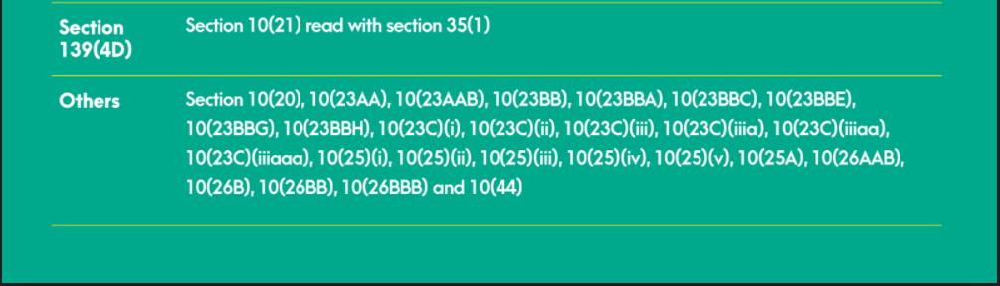 Section
139(4D)
Section 10(21) read with section 35(1)
Others
Section 10(20), 10(23AA), 10(23AAB), 10(23BB), 10(23BBA), 10(23BBC), 10(23BBE),
10(23BBG), 10(23BBH), 10(23C)(i), 10(23C)(ii), 10(23C)(iii), 10(23C)(iiia), 10(23C)(iiiaa),
10(23C)(iiiaaa), 10(25)(i), 10(25)(ii), 10(25)(iii), 10(25)(iv), 10(25)(v), 10(25A), 10(26AAB),
10(26B), 10(26BB), 10(26BBB) and 10(44)